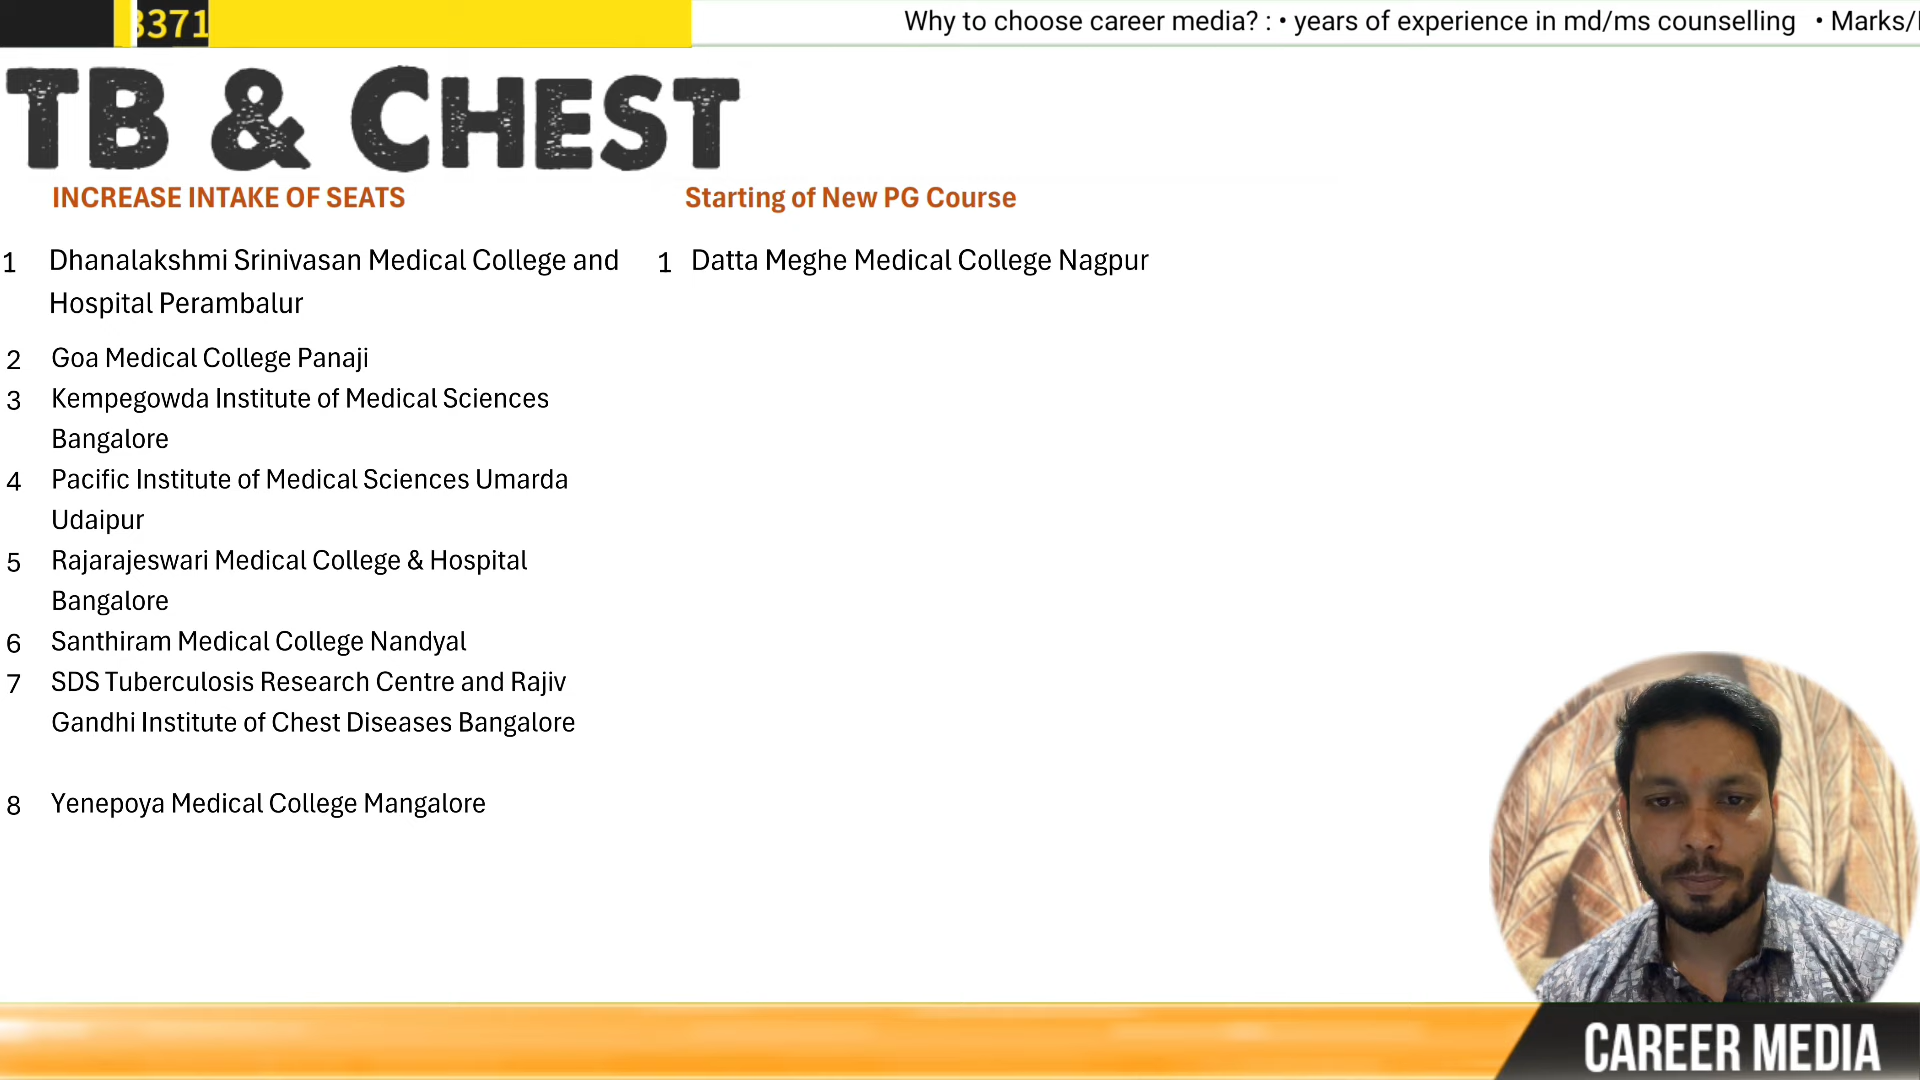 3371
Why to choose career media? : • years of experience in md/ms counselling • Marks/
TB & CHEST
INCREASE INTAKE OF SEATS
1 Dhanalakshmi Srinivasan Medical College and
Hospital Perambalur
2 Goa Medical College Panaji
3 Kempegowda Institute of Medical Sciences
Bangalore
4 Pacific Institute of Medical Sciences Umarda
Udaipur
5 Rajarajeswari Medical College & Hospital
Bangalore
6 Santhiram Medical College Nandyal
7 SDS Tuberculosis Research Centre and Rajiv
Gandhi Institute of Chest Diseases Bangalore
8 Yenepoya Medical College Mangalore
Starting of New PG Course
1 Datta Meghe Medical College Nagpur
CAREER MEDIA